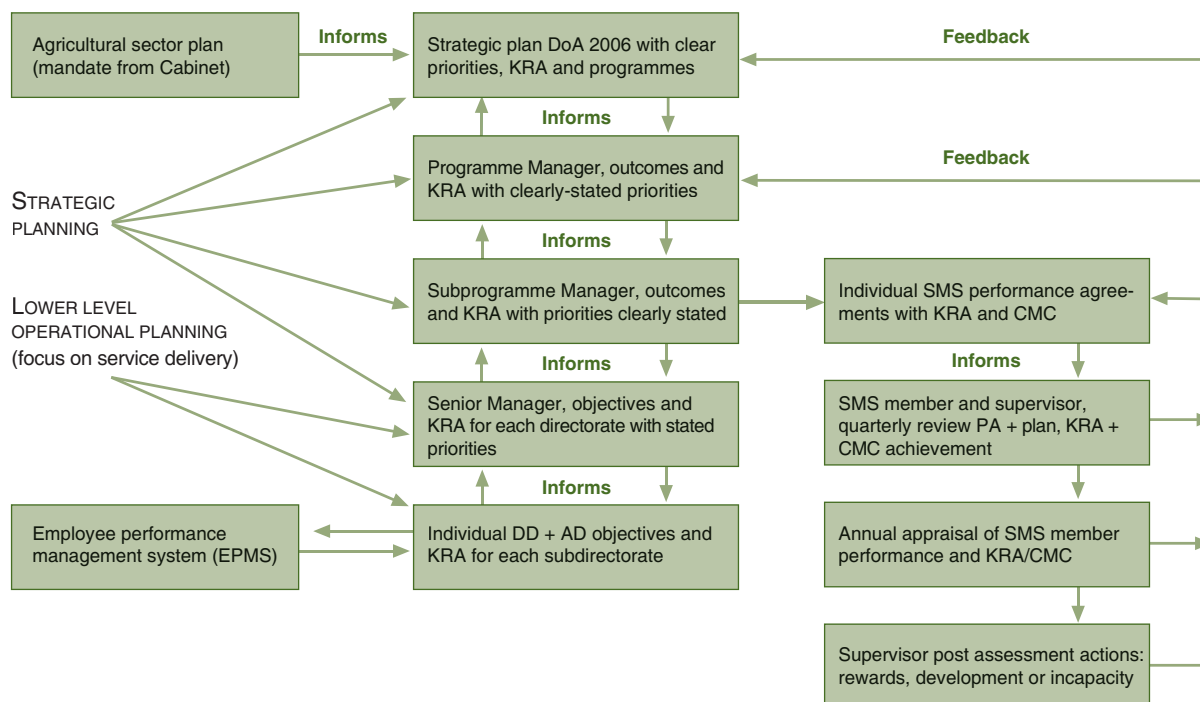 Agricultural sector plan
(mandate from Cabinet)
Informs
Strategic plan DoA 2006 with clear
priorities, KRA and programmes
Feedback
Informs
Programme Manager, outcomes and
KRA with clearly-stated priorities
Feedback
STRATEGIC
PLANNING
Informs
Subprogramme Manager, outcomes
and KRA with priorities clearly stated
Individual SMS performance agree-
ments with KRA and CMC
LOWER LEVEL
OPERATIONAL PLANNING
(focus on service delivery)
Informs
Informs
Senior Manager, objectives and
KRA for each directorate with stated
priorities
SMS member and supervisor,
quarterly review PA + plan, KRA +
CMC achievement
Informs
Employee performance
management system (EPMS)
Individual DD + AD objectives and
KRA for each subdirectorate
Annual appraisal of SMS member
performance and KRA/CMC
Supervisor post assessment actions:
rewards, development or incapacity